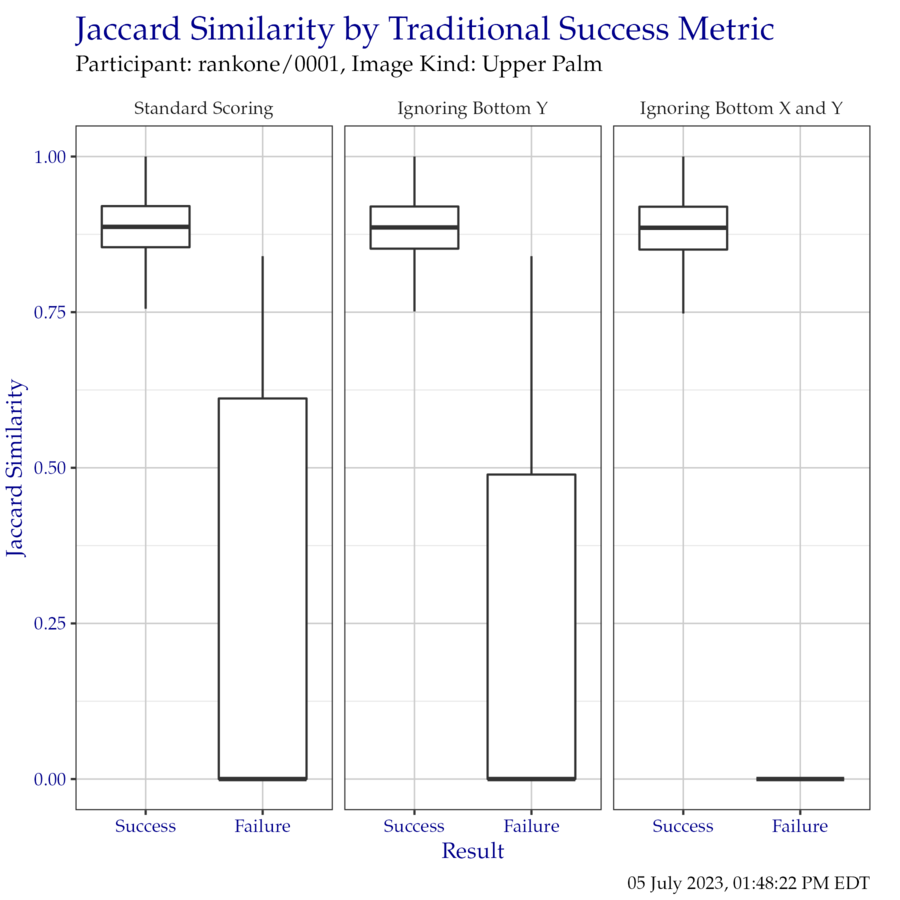 Jaccard Similarity by Traditional Success Metric
Participant: rankone/0001, Image Kind: Upper Palm
Standard Scoring
Ignoring Bottom Y
Ignoring Bottom X and Y
1.00
0.75
0.50
0.25
0.00
Jaccard Similarity
Success
Failure
Success
Failure
Success
Failure
Result
05 July 2023, 01:48:22 PM EDT